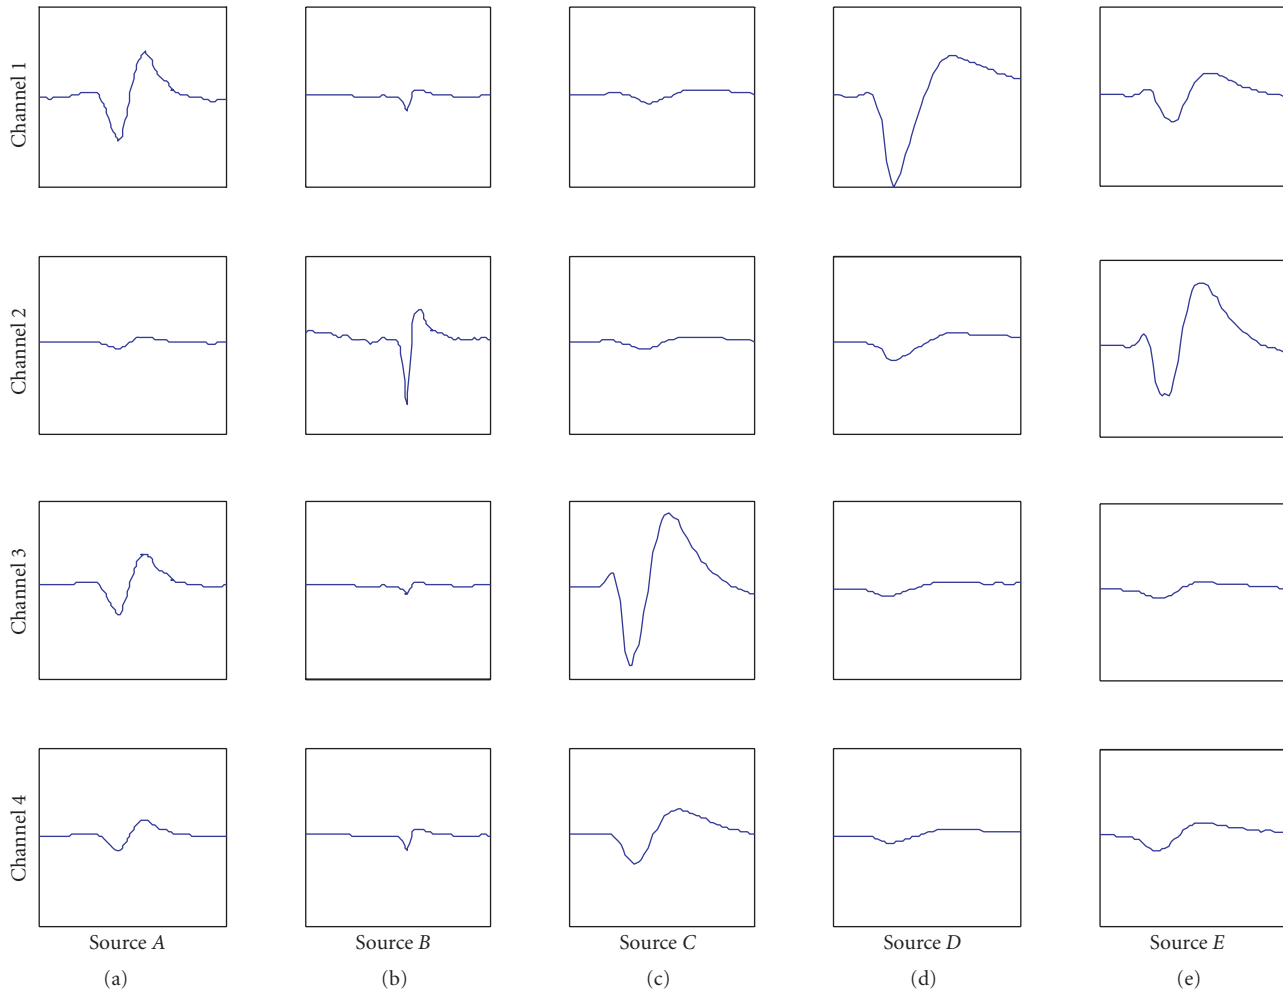 Channel 1
Channel 2
Channel 3
Channel 4
Source A
Source B
Source C
Source D
Source E
(a)
(b)
(c)
(d)
(e)